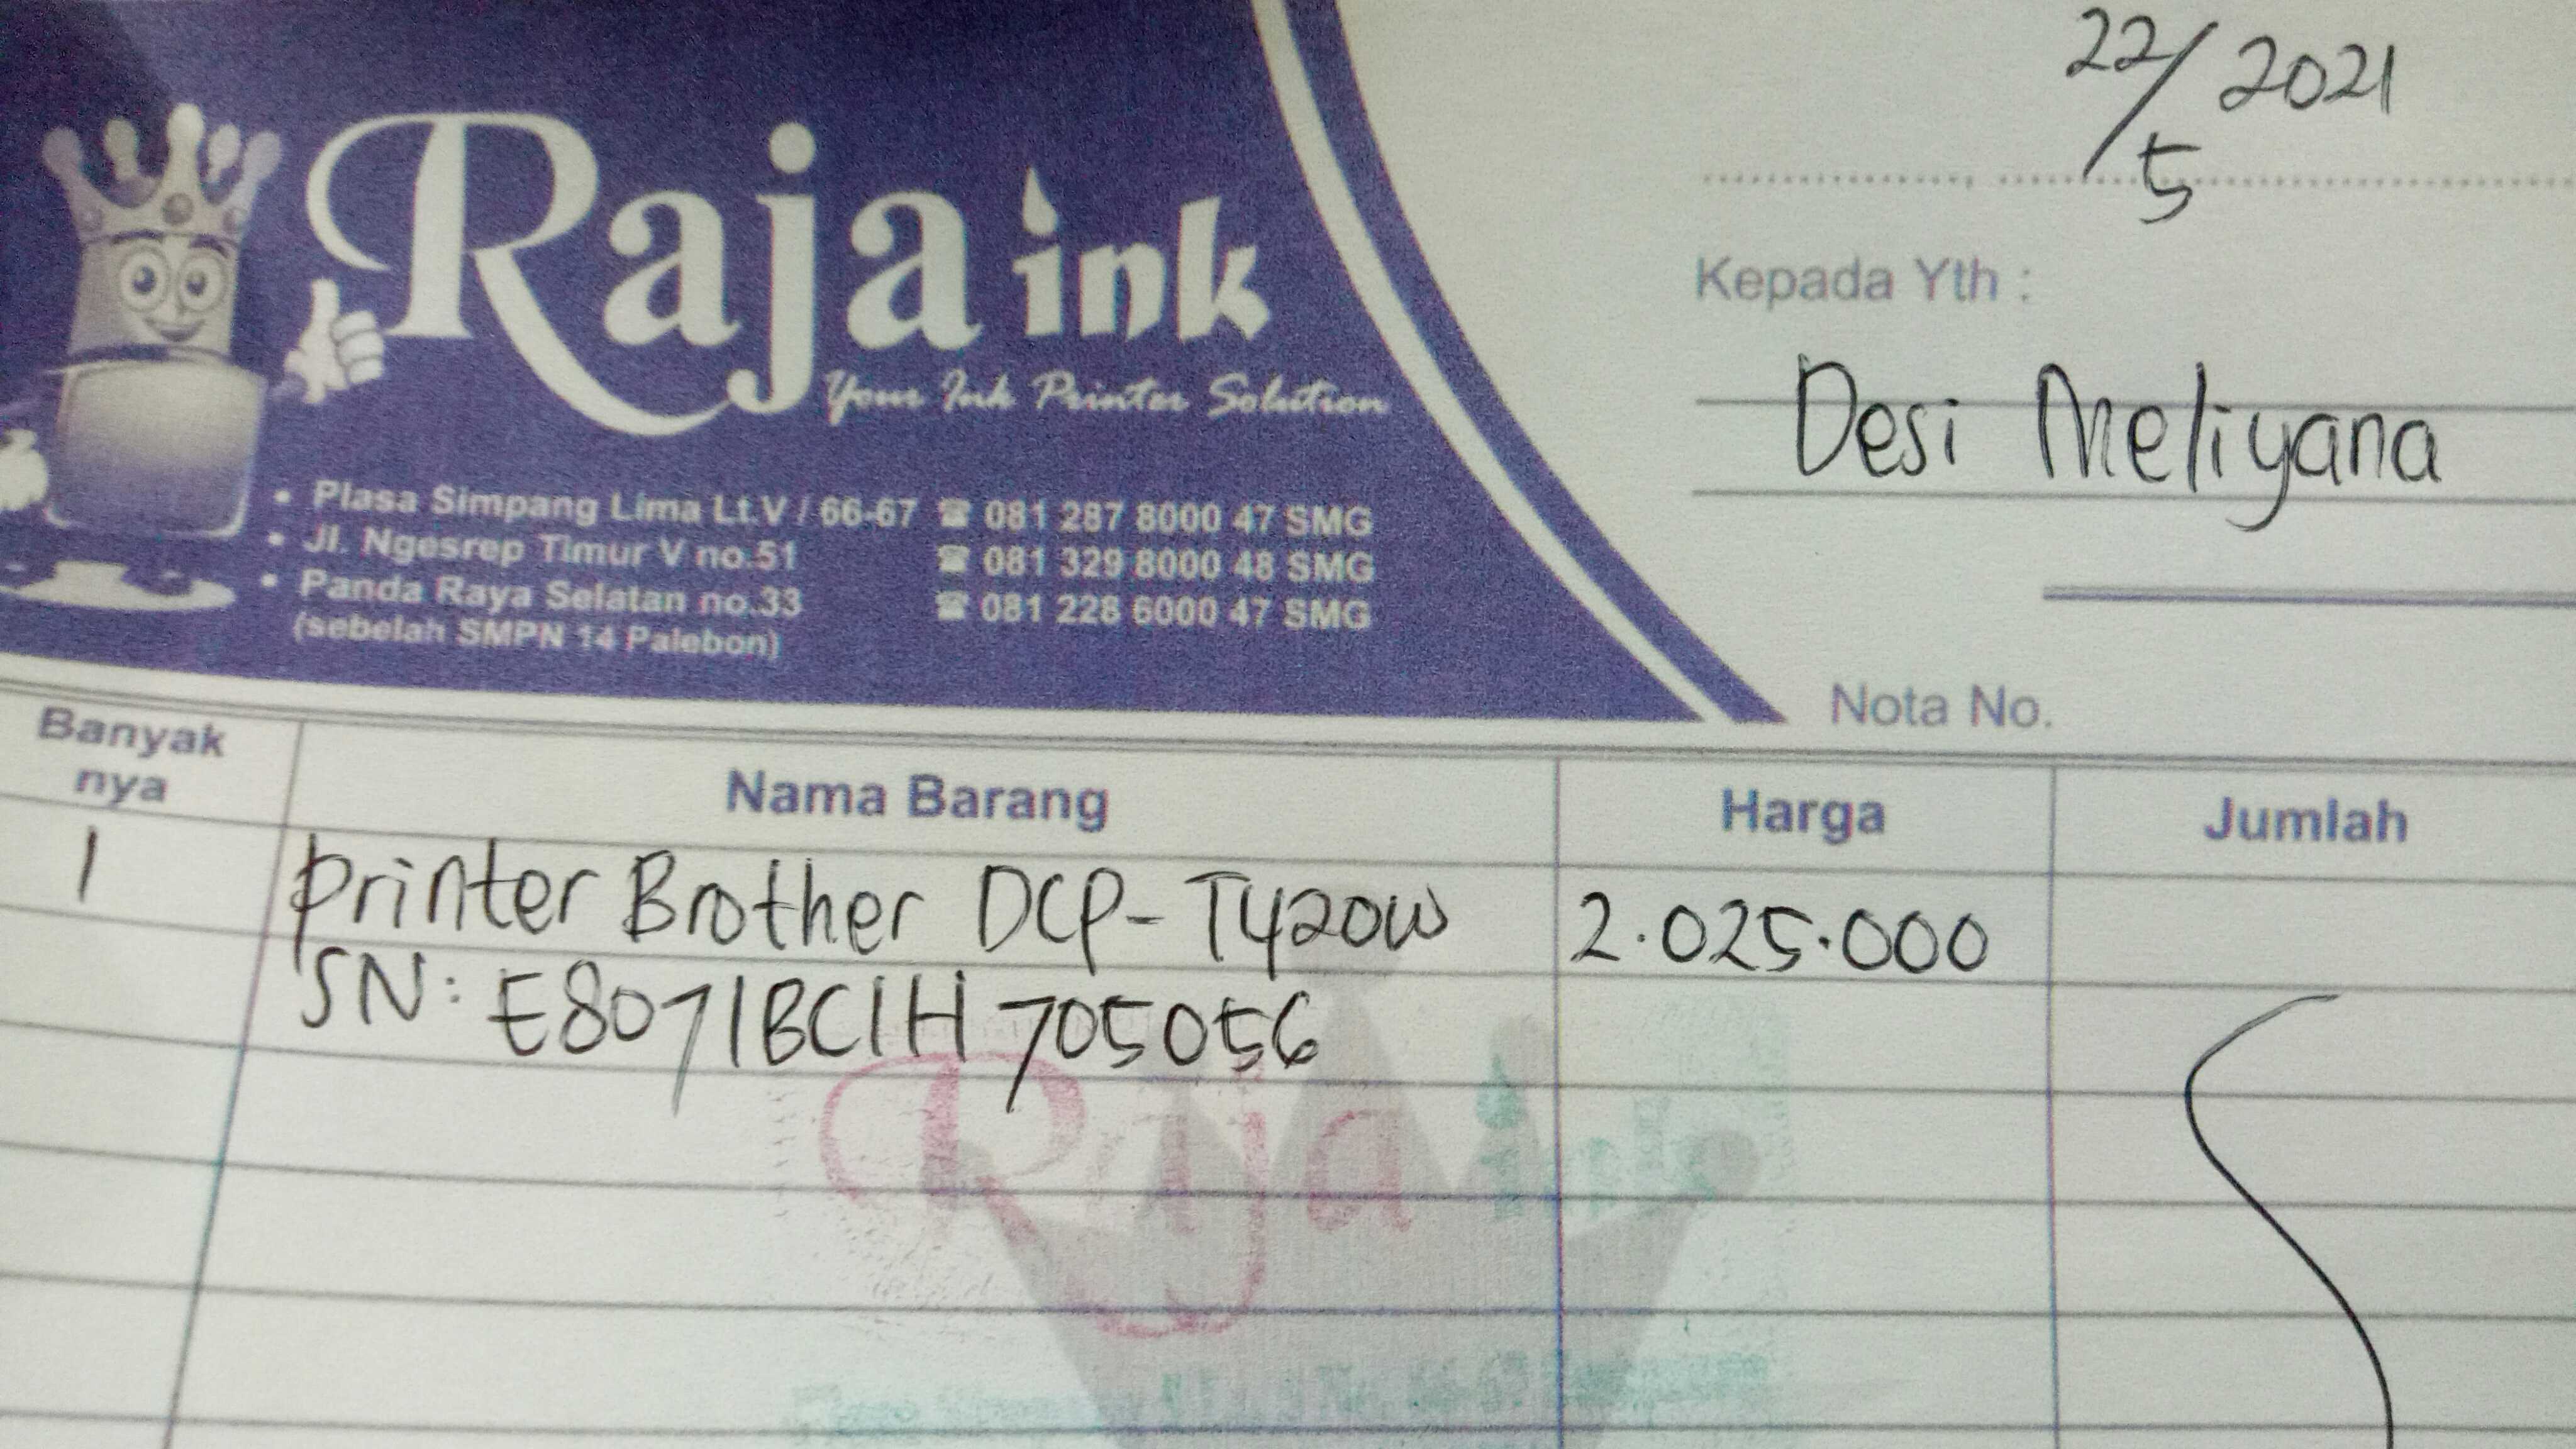 Raja ink
Your Ink Printer Solution
• Plasa Simpang Lima Lt.V / 66-67 ☎ 081 287 8000 47 SMG
• Jl. Ngesrep Timur V no.51 ☎ 081 329 8000 48 SMG
• Panda Raya Selatan no.33 ☎ 081 228 6000 47 SMG
(sebelah SMPN 14 Palebon)
22/5 2021
Kepada Yth :
Desi Meliyana
Nota No.
Banyak nya Nama Barang Harga Jumlah
1 Printer Brother DCP-T420W 2.025.000
SN: E8071BC1H705056
Raja